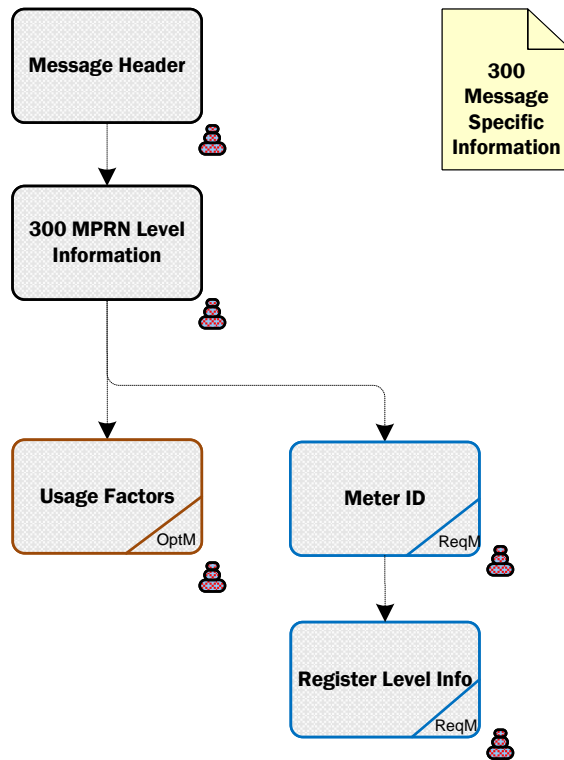 Message Header
300
Message
Specific
Information
300 MPRN Level
Information
Usage Factors
OptM
Meter ID
ReqM
Register Level Info
ReqM